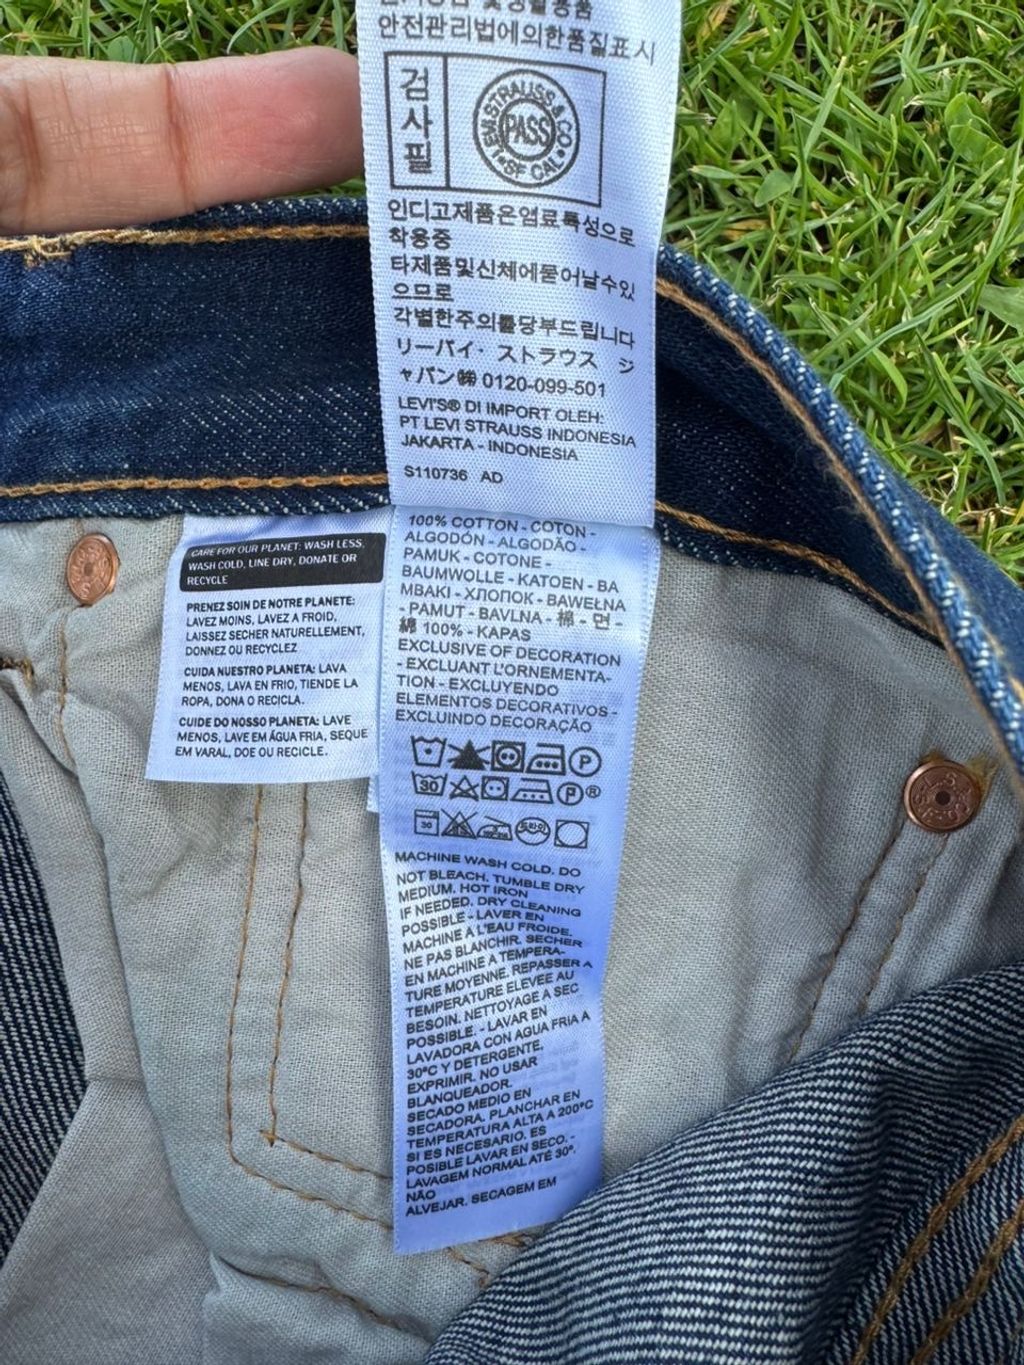 안전관리법에의한품질표시
검사필
LEVI STRAUSS & CO
PASS
SF CAL
인디고제품은염료특성으로
착용중
타제품및신체에묻어날수있
으므로
각별한주의를당부드립니다
リーバイ・ストラウス ジ
ャパン㈱ 0120-099-501
LEVI'S® DI IMPORT OLEH:
PT LEVI STRAUSS INDONESIA
JAKARTA - INDONESIA
S110736 AD
CARE FOR OUR PLANET: WASH LESS,
WASH COLD, LINE DRY, DONATE OR
RECYCLE
PRENEZ SOIN DE NOTRE PLANETE:
LAVEZ MOINS, LAVEZ A FROID,
LAISSEZ SECHER NATURELLEMENT,
DONNEZ OU RECYCLEZ
CUIDA NUESTRO PLANETA: LAVA
MENOS, LAVA EN FRIO, TIENDE LA
ROPA, DONA O RECICLA.
CUIDE DO NOSSO PLANETA: LAVE
MENOS, LAVE EM ÁGUA FRIA, SEQUE
EM VARAL, DOE OU RECICLE.
100% COTTON - COTON -
ALGODÓN - ALGODÃO -
PAMUK - COTONE -
BAUMWOLLE - KATOEN - BA
MBAKI - ХЛОПОК - BAWEŁNA
- PAMUT - BAVLNA - 棉 - 면 -
綿 100% - KAPAS
EXCLUSIVE OF DECORATION
- EXCLUANT L'ORNEMENTA-
TION - EXCLUYENDO
ELEMENTOS DECORATIVOS -
EXCLUINDO DECORAÇÃO
P
30 P®
30 드라이
MACHINE WASH COLD. DO
NOT BLEACH. TUMBLE DRY
MEDIUM. HOT IRON
IF NEEDED. DRY CLEANING
POSSIBLE - LAVER EN
MACHINE A L'EAU FROIDE.
NE PAS BLANCHIR. SECHER
EN MACHINE A TEMPERA-
TURE MOYENNE. REPASSER A
TEMPERATURE ELEVEE AU
BESOIN. NETTOYAGE A SEC
POSSIBLE. - LAVAR EN
LAVADORA CON AGUA FRIA A
30°C Y DETERGENTE.
EXPRIMIR. NO USAR
BLANQUEADOR.
SECADO MEDIO EN
SECADORA. PLANCHAR EN
TEMPERATURA ALTA A 200°C
SI ES NECESARIO. ES
POSIBLE LAVAR EN SECO. -
LAVAGEM NORMAL ATÉ 30°.
NÃO
ALVEJAR. SECAGEM EM